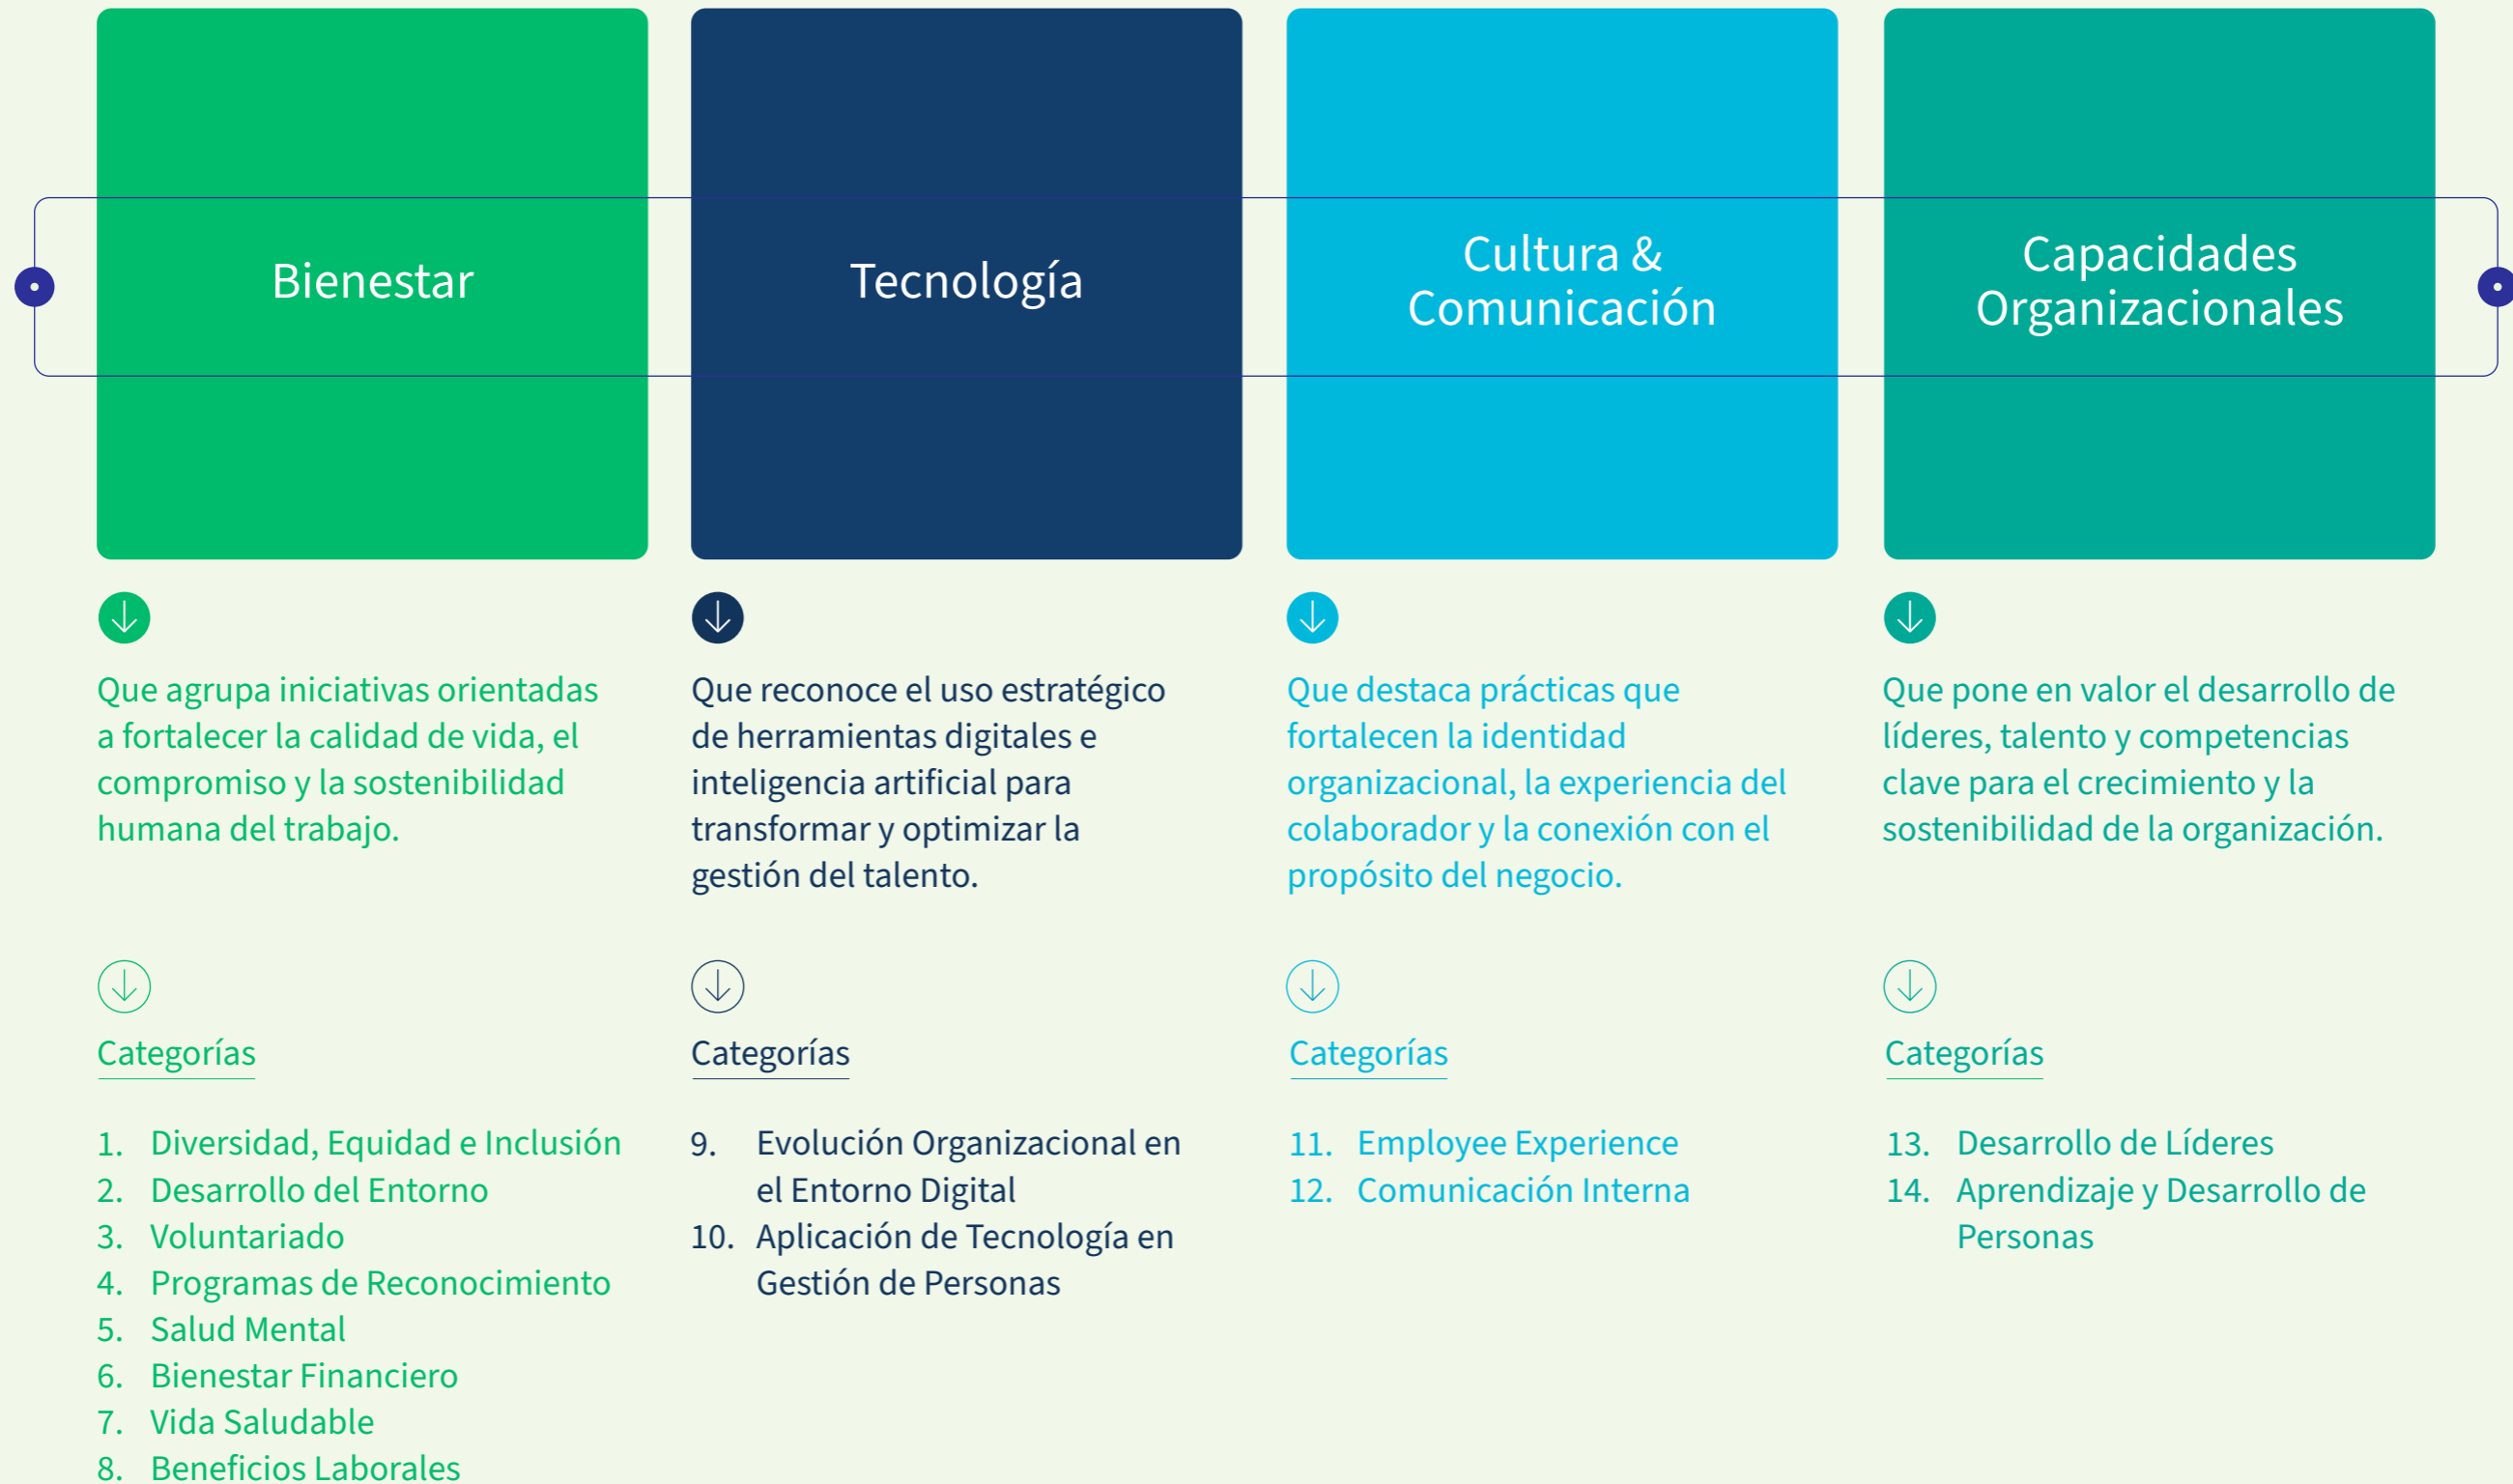 Bienestar
Tecnología
Cultura &
Comunicación
Capacidades
Organizacionales
Que agrupa iniciativas orientadas
a fortalecer la calidad de vida, el
compromiso y la sostenibilidad
humana del trabajo.
Que reconoce el uso estratégico
de herramientas digitales e
inteligencia artificial para
transformar y optimizar la
gestión del talento.
Que destaca prácticas que
fortalecen la identidad
organizacional, la experiencia del
colaborador y la conexión con el
propósito del negocio.
Que pone en valor el desarrollo de
líderes, talento y competencias
clave para el crecimiento y la
sostenibilidad de la organización.
Categorías
1. Diversidad, Equidad e Inclusión
2. Desarrollo del Entorno
3. Voluntariado
4. Programas de Reconocimiento
5. Salud Mental
6. Bienestar Financiero
7. Vida Saludable
8. Beneficios Laborales
Categorías
9. Evolución Organizacional en
el Entorno Digital
10. Aplicación de Tecnología en
Gestión de Personas
Categorías
11. Employee Experience
12. Comunicación Interna
Categorías
13. Desarrollo de Líderes
14. Aprendizaje y Desarrollo de
Personas